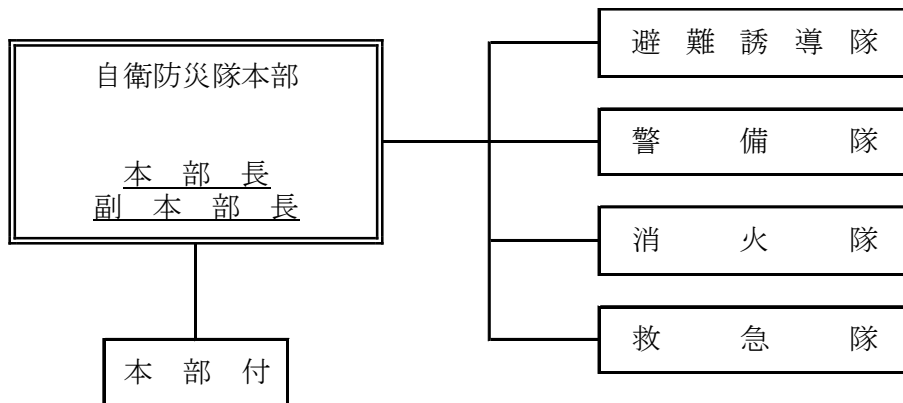 自衛防災隊本部
本部長
副本部長
本部付
避難誘導隊
警備隊
消火隊
救急隊